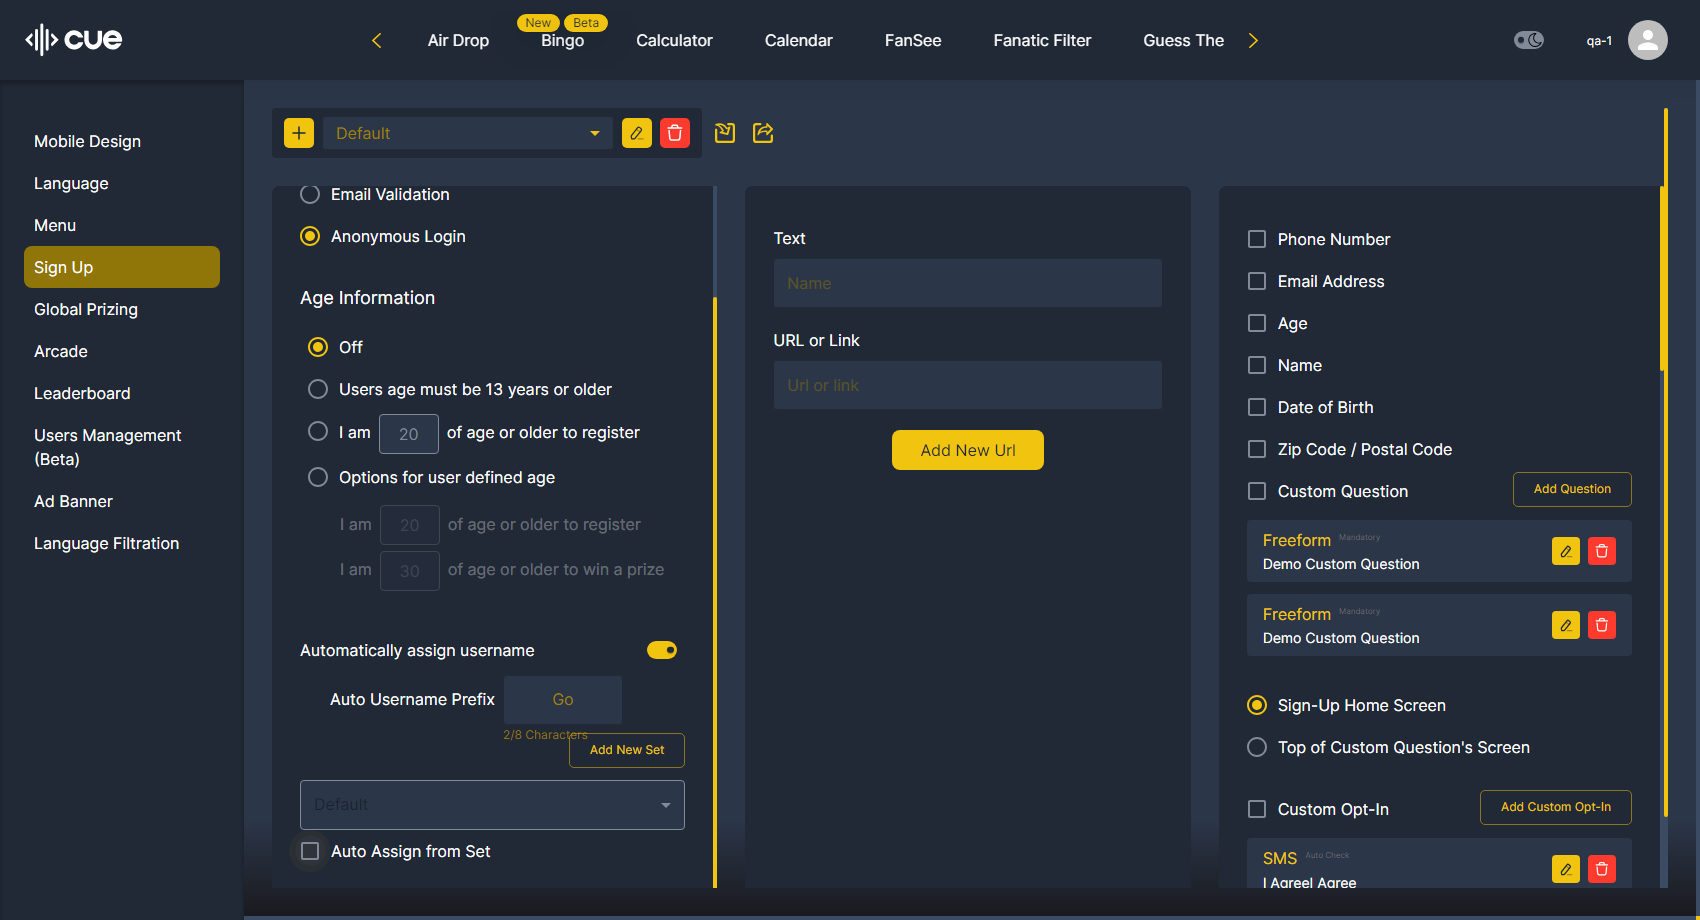 cue
New Beta
Air Drop Bingo Calculator Calendar FanSee Fanatic Filter Guess The
qa-1
Mobile Design
Language
Menu
Sign Up
Global Prizing
Arcade
Leaderboard
Users Management
(Beta)
Ad Banner
Language Filtration
Default
Email Validation
Anonymous Login
Age Information
Off
Users age must be 13 years or older
I am 20 of age or older to register
Options for user defined age
I am 20 of age or older to register
I am 30 of age or older to win a prize
Automatically assign username
Auto Username Prefix Go
2/8 Characters
Add New Set
Default
Auto Assign from Set
Text
Name
URL or Link
Url or link
Add New Url
Phone Number
Email Address
Age
Name
Date of Birth
Zip Code / Postal Code
Custom Question Add Question
Freeform Mandatory
Demo Custom Question
Freeform Mandatory
Demo Custom Question
Sign-Up Home Screen
Top of Custom Question's Screen
Custom Opt-In Add Custom Opt-In
SMS Auto Check
I AgreeI Agree